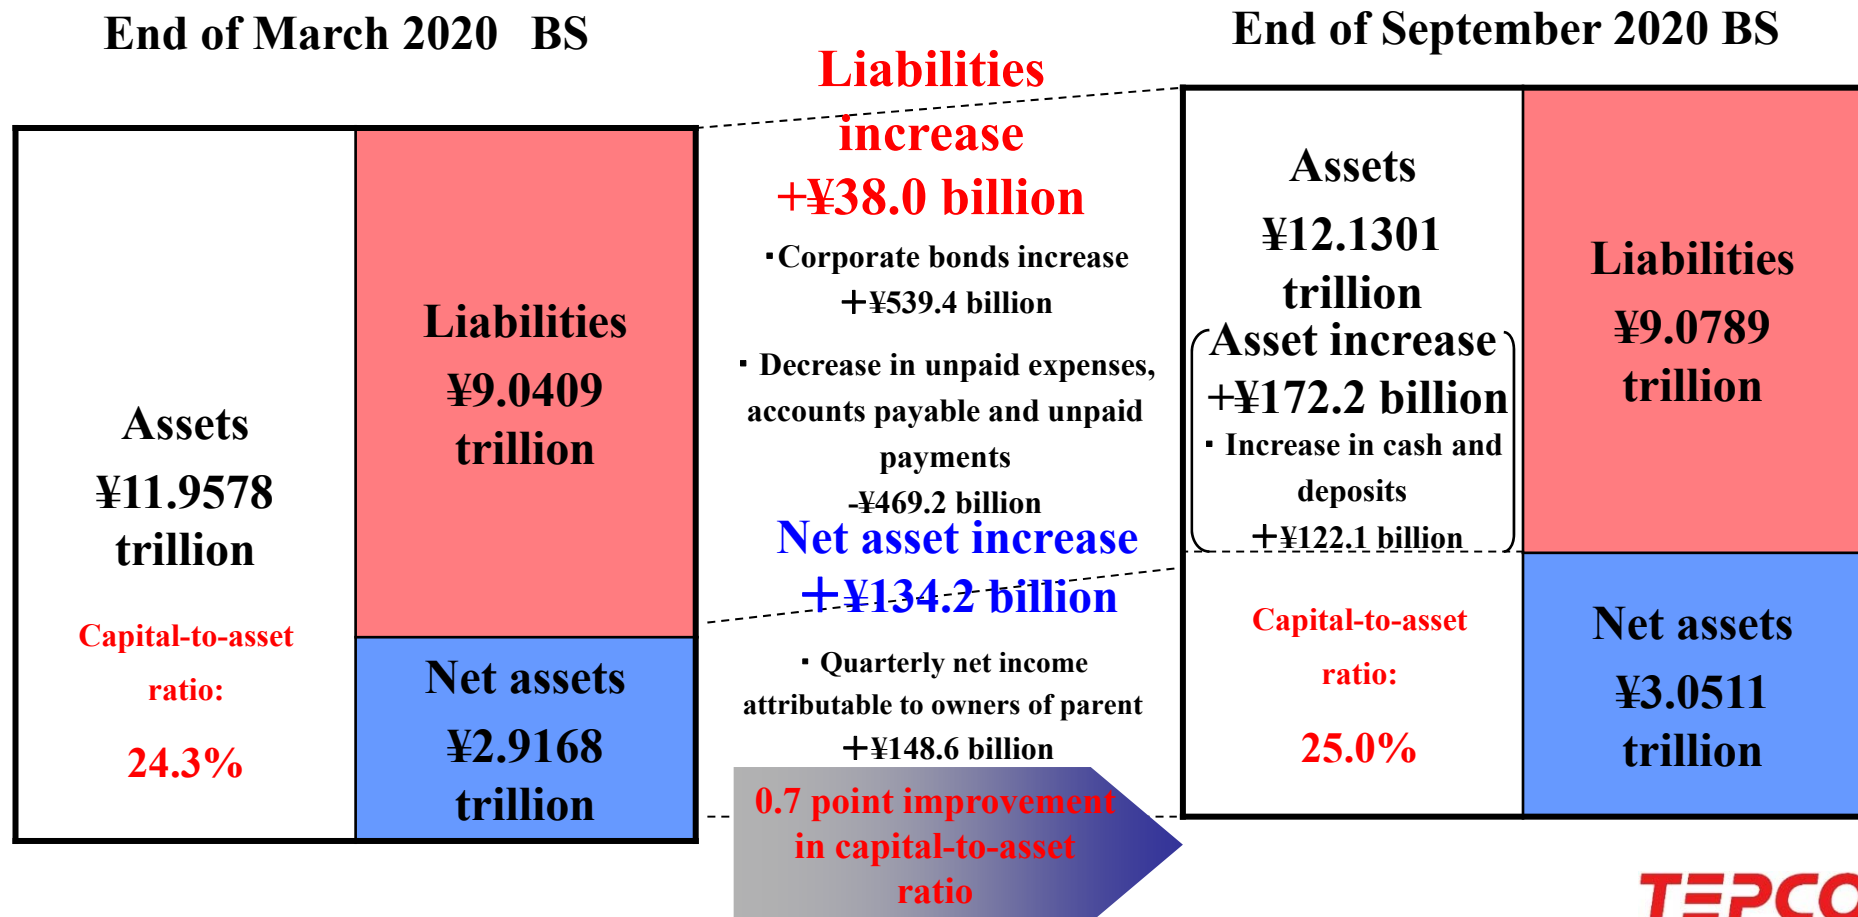 End of March 2020 BS
Assets
¥11.9578
trillion
Capital-to-asset
ratio:
24.3%
Liabilities
¥9.0409
trillion
Net assets
¥2.9168
trillion
Liabilities
increase
+¥38.0 billion
・Corporate bonds increase
＋¥539.4 billion
・Decrease in unpaid expenses,
accounts payable and unpaid
payments
-¥469.2 billion
Net asset increase
＋¥134.2 billion
・Quarterly net income
attributable to owners of parent
＋¥148.6 billion
0.7 point improvement
in capital-to-asset
ratio
End of September 2020 BS
Assets
¥12.1301
trillion
Asset increase
+¥172.2 billion
・Increase in cash and
deposits
＋¥122.1 billion
Capital-to-asset
ratio:
25.0%
Liabilities
¥9.0789
trillion
Net assets
¥3.0511
trillion
TEPCO